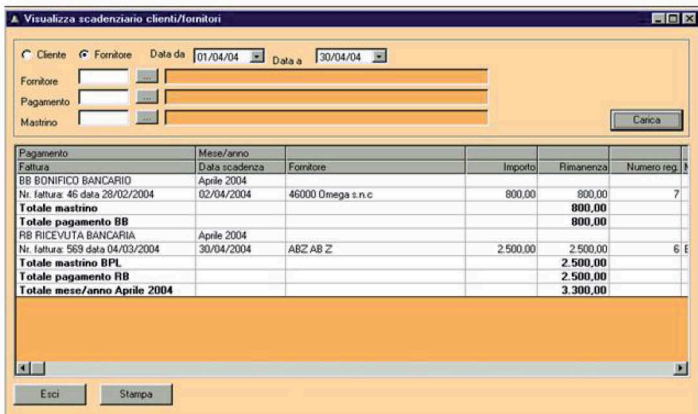 Visualizza scadenziario clienti/fornitori
Cliente Fornitore Data da 01/04/04 Data a 30/04/04
Fornitore ...
Pagamento ...
Mastrino ... Carica
Pagamento Mese/anno
Fattura Data scadenza Fornitore Importo Rimanenza Numero reg.
BB BONIFICO BANCARIO Aprile 2004
Nr. fattura: 46 data 28/02/2004 02/04/2004 46000 Omega s.n.c 800,00 800,00 7
Totale mastrino 800,00
Totale pagamento BB 800,00
RB RICEVUTA BANCARIA Aprile 2004
Nr. fattura: 569 data 04/03/2004 30/04/2004 ABZ AB Z 2.500,00 2.500,00 6
Totale mastrino BPL 2.500,00
Totale pagamento RB 2.500,00
Totale mese/anno Aprile 2004 3.300,00
Esci Stampa